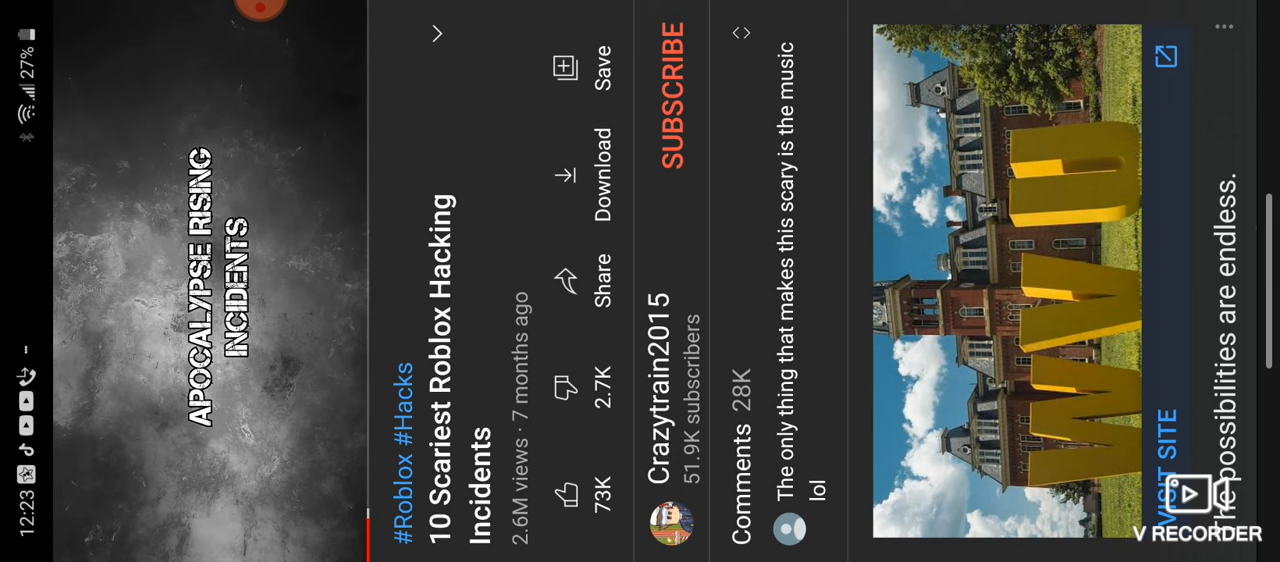 12:23
27%
APOCALYPSE RISING
INCIDENTS
#Roblox #Hacks
10 Scariest Roblox Hacking
Incidents
2.6M views · 7 months ago
73K
2.7K
Share
Download
Save
Crazytrain2015
51.9K subscribers
SUBSCRIBE
Comments 28K
The only thing that makes this scary is the music
lol
WVU
VISIT SITE
The possibilities are endless.
V RECORDER